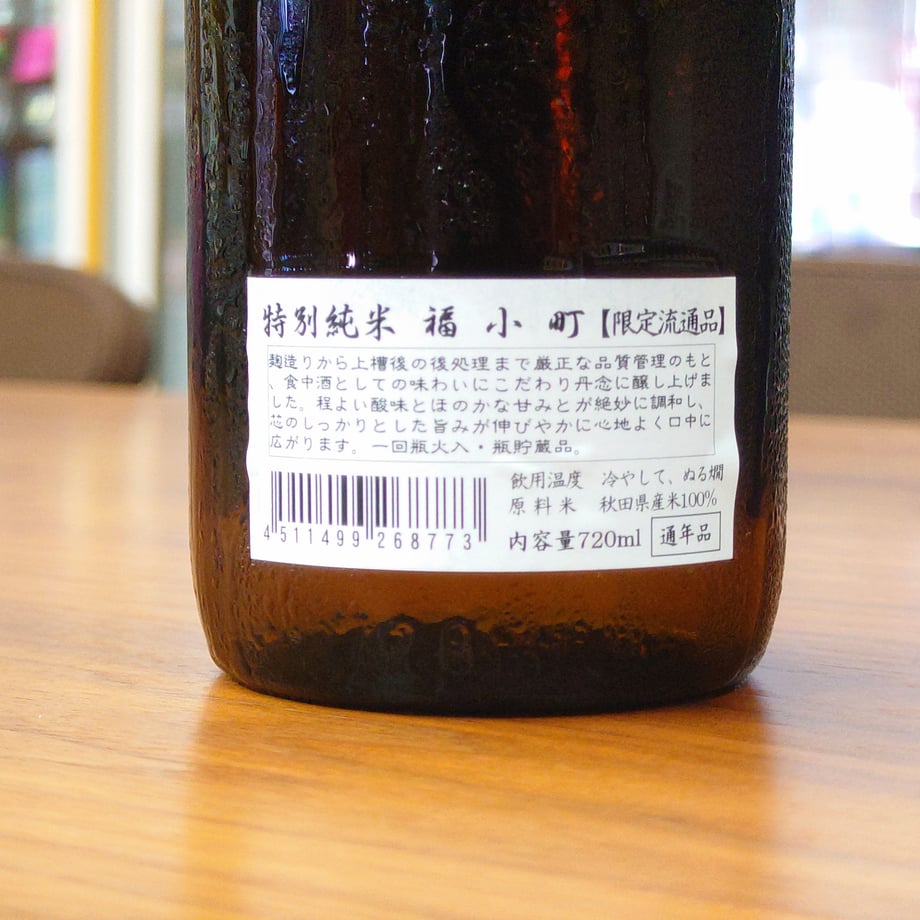 特別純米 福小町【限定流通品】
麹造りから上槽後の後処理まで厳正な品質管理のもと
、食中酒としての味わいにこだわり丹念に醸し上げま
した。程よい酸味とほのかな甘みとが絶妙に調和し、
芯のしっかりとした旨みが伸びやかに心地よく口中に
広がります。一回瓶火入・瓶貯蔵品。
飲用温度 冷やして、ぬる燗
原料米 秋田県産米100%
内容量720ml 通年品
4 511499 268773